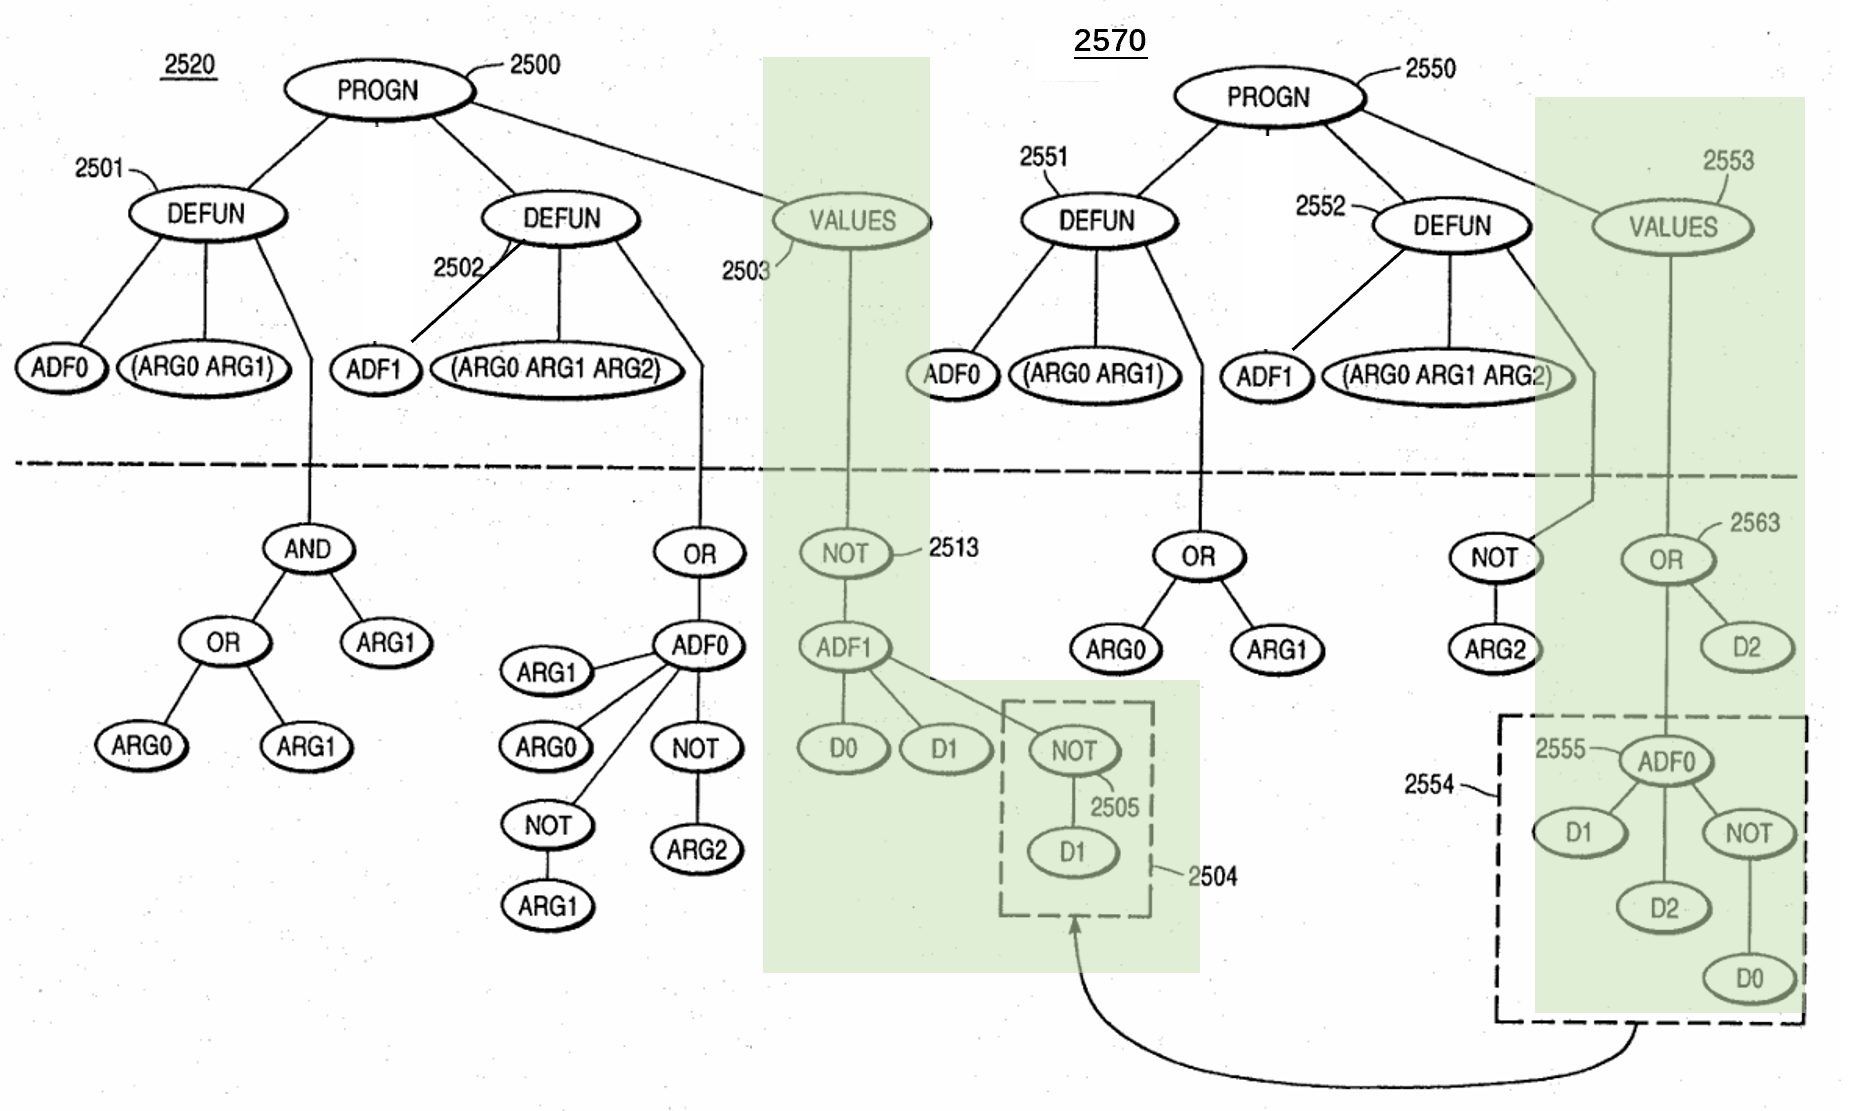 2570
2520
2500
PROGN
2550
PROGN
2501
DEFUN
2502
DEFUN
2503
VALUES
2551
DEFUN
2552
DEFUN
2553
VALUES
ADF0
(ARG0 ARG1)
ADF1
(ARG0 ARG1 ARG2)
ADF0
(ARG0 ARG1)
ADF1
(ARG0 ARG1 ARG2)
AND
OR
NOT
2513
OR
NOT
OR
2563
OR
ARG1
ARG1
ADF0
ADF1
ARG0
ARG1
ARG2
D2
ARG0
ARG1
ARG0
NOT
D0
D1
NOT
2505
2555
ADF0
2554
NOT
ARG2
D1
2504
D1
NOT
ARG1
D2
D0